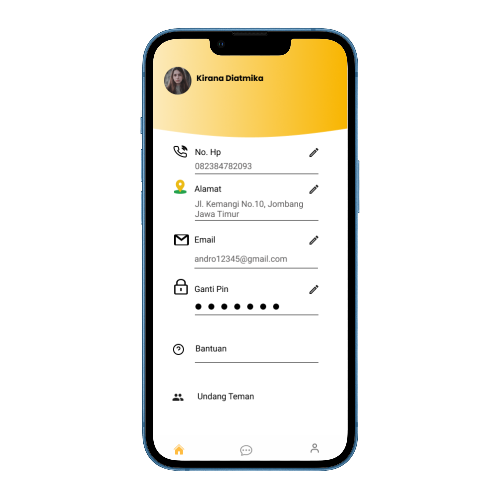 Kirana Diatmika
No. Hp
082384782093
Alamat
Jl. Kemangi No.10, Jombang
Jawa Timur
Email
andro12345@gmail.com
Ganti Pin
Bantuan
Undang Teman